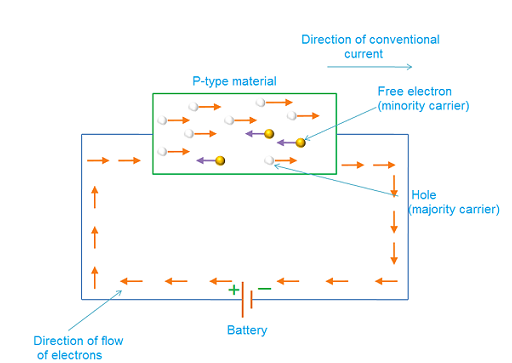 Direction of conventional
current
P-type material
Free electron
(minority carrier)
Hole
(majority carrier)
+ −
Battery
Direction of flow
of electrons